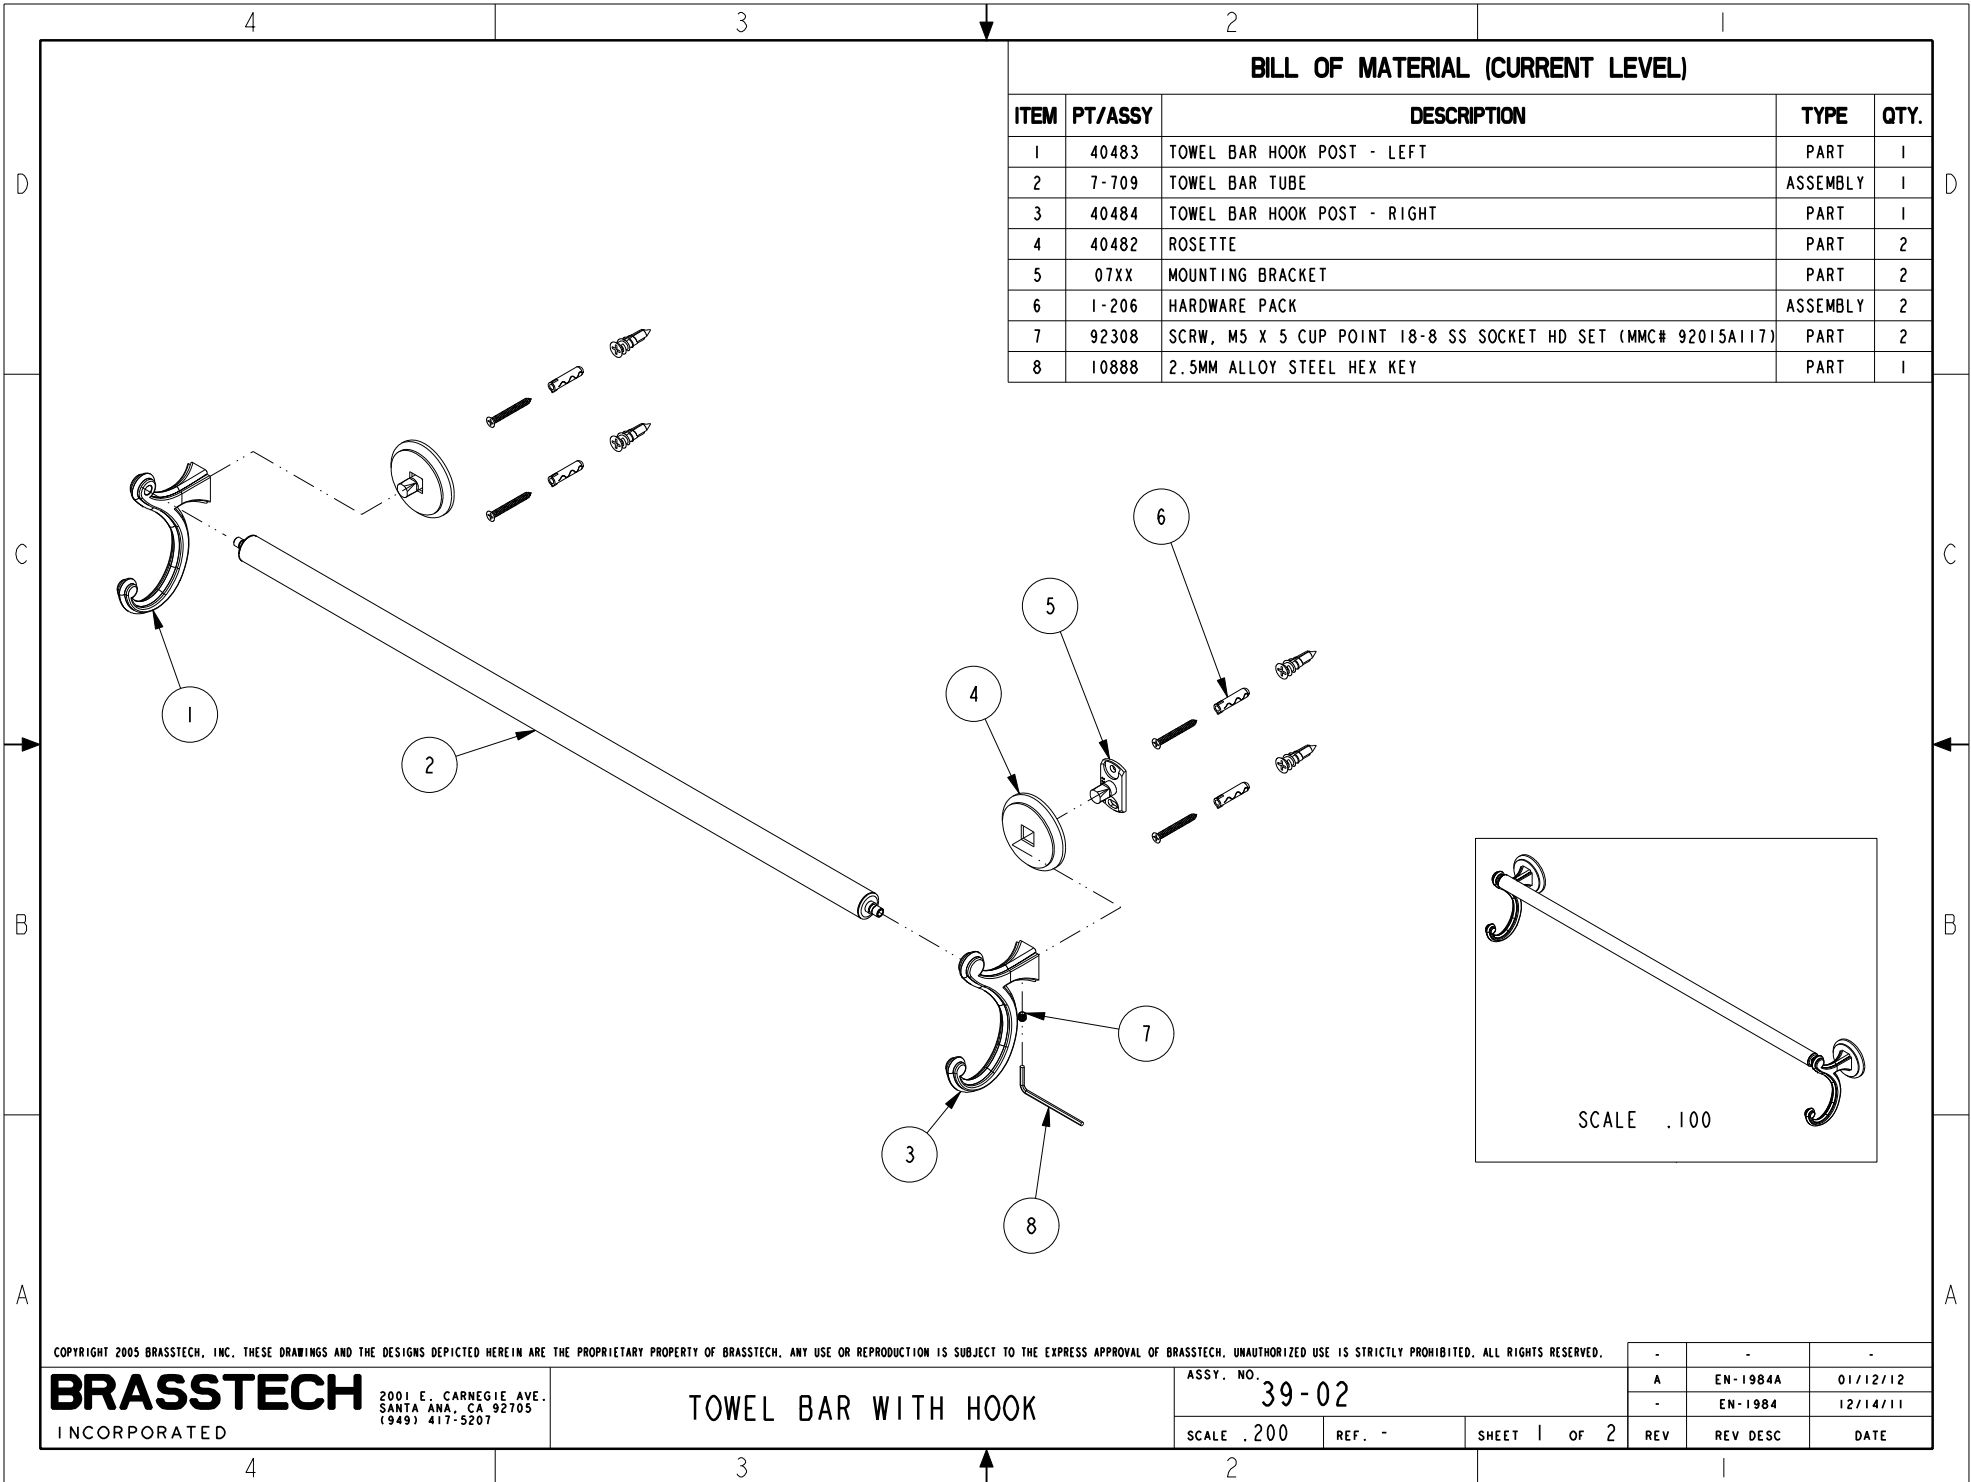 4 3 2 1
BILL OF MATERIAL (CURRENT LEVEL)
ITEM PT/ASSY DESCRIPTION TYPE QTY.
1 40483 TOWEL BAR HOOK POST - LEFT PART 1
2 7-709 TOWEL BAR TUBE ASSEMBLY 1
3 40484 TOWEL BAR HOOK POST - RIGHT PART 1
4 40482 ROSETTE PART 2
5 07XX MOUNTING BRACKET PART 2
6 1-206 HARDWARE PACK ASSEMBLY 2
7 92308 SCRW, M5 X 5 CUP POINT 18-8 SS SOCKET HD SET (MMC# 92015A117) PART 2
8 10888 2.5MM ALLOY STEEL HEX KEY PART 1
D D
6
C C
5
4
1
2
B B
7
SCALE .100
3
8
A A
COPYRIGHT 2005 BRASSTECH, INC. THESE DRAWINGS AND THE DESIGNS DEPICTED HEREIN ARE THE PROPRIETARY PROPERTY OF BRASSTECH. ANY USE OR REPRODUCTION IS SUBJECT TO THE EXPRESS APPROVAL OF BRASSTECH. UNAUTHORIZED USE IS STRICTLY PROHIBITED. ALL RIGHTS RESERVED.
BRASSTECH
INCORPORATED
2001 E. CARNEGIE AVE.
SANTA ANA, CA 92705
(949) 417-5207
TOWEL BAR WITH HOOK
ASSY. NO.
39-02
SCALE .200 REF. - SHEET 1 OF 2
- - -
A EN-1984A 01/12/12
- EN-1984 12/14/11
REV REV DESC DATE
4 3 2 1